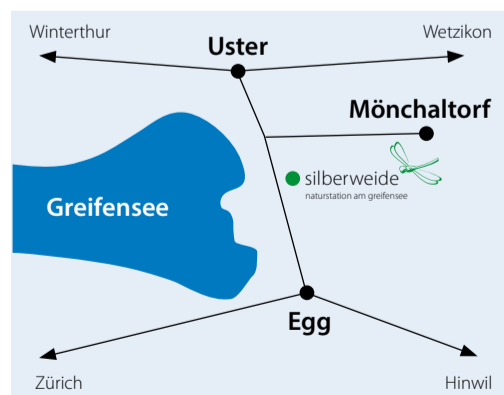 Winterthur
Wetzikon
Uster
Mönchaltorf
silberweide
naturstation am greifensee
Greifensee
Egg
Zürich
Hinwil